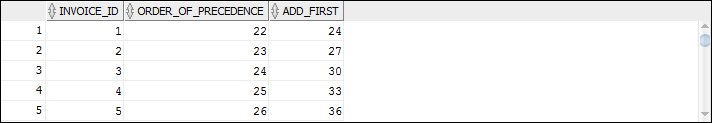 INVOICE_ID ORDER_OF_PRECEDENCE ADD_FIRST
1 1 22 24
2 2 23 27
3 3 24 30
4 4 25 33
5 5 26 36